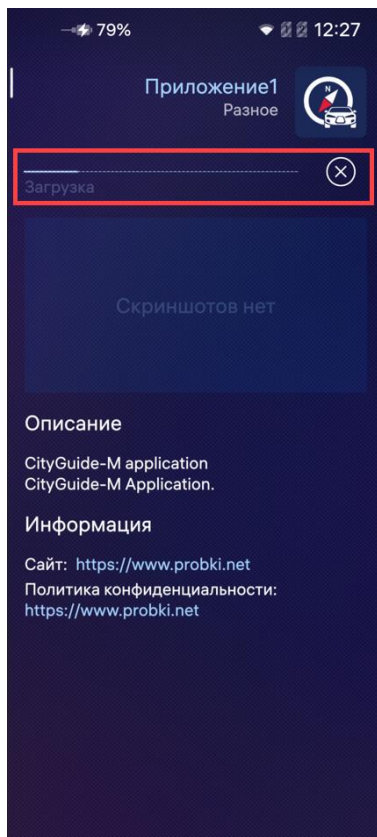 79% 12:27
Приложение1
Разное
N
Загрузка
Скриншотов нет
Описание
CityGuide-M application
CityGuide-M Application.
Информация
Сайт: https://www.probki.net
Политика конфиденциальности:
https://www.probki.net